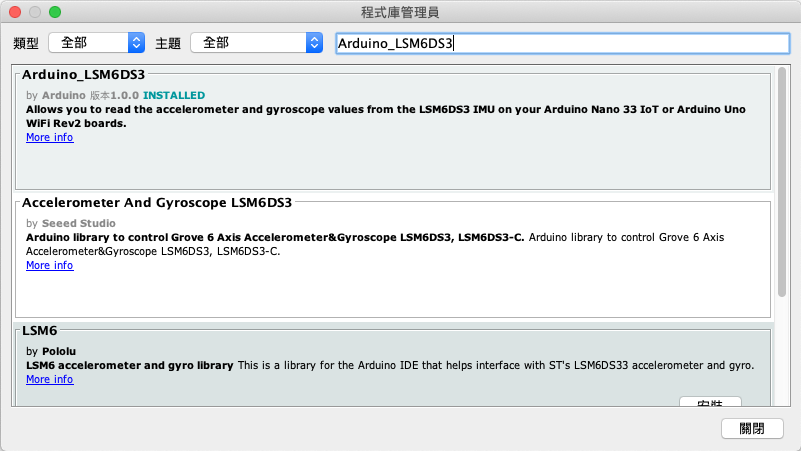 程式庫管理員
類型 全部 主題 全部 Arduino_LSM6DS3
Arduino_LSM6DS3
by Arduino 版本1.0.0 INSTALLED
Allows you to read the accelerometer and gyroscope values from the LSM6DS3 IMU on your Arduino Nano 33 IoT or Arduino Uno
WiFi Rev2 boards.
More info
Accelerometer And Gyroscope LSM6DS3
by Seeed Studio
Arduino library to control Grove 6 Axis Accelerometer&Gyroscope LSM6DS3, LSM6DS3-C. Arduino library to control Grove 6 Axis
Accelerometer&Gyroscope LSM6DS3, LSM6DS3-C.
More info
LSM6
by Pololu
LSM6 accelerometer and gyro library This is a library for the Arduino IDE that helps interface with ST's LSM6DS33 accelerometer and gyro.
More info
安裝
關閉